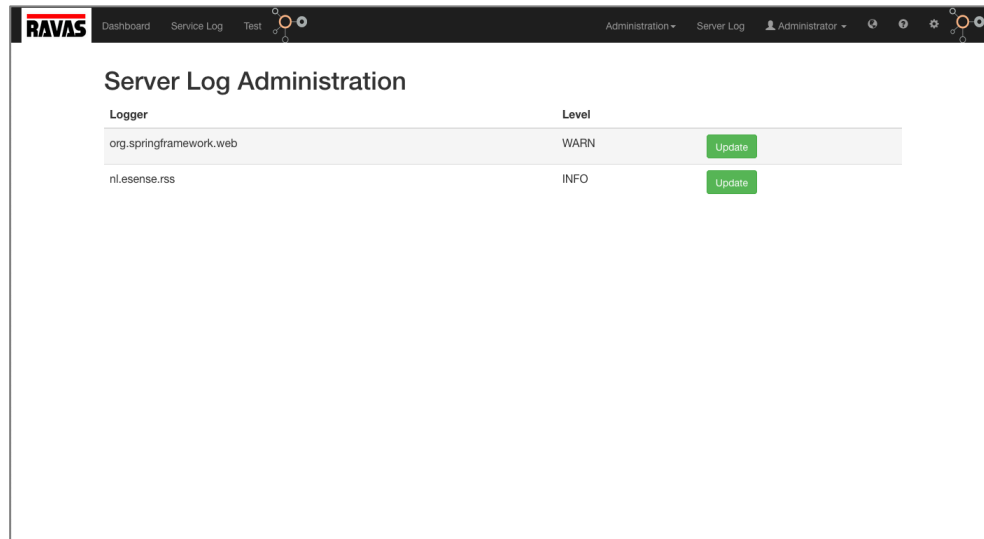 RAVAS Dashboard Service Log Test Administration Server Log Administrator
Server Log Administration
Logger Level
org.springframework.web WARN Update
nl.esense.rss INFO Update